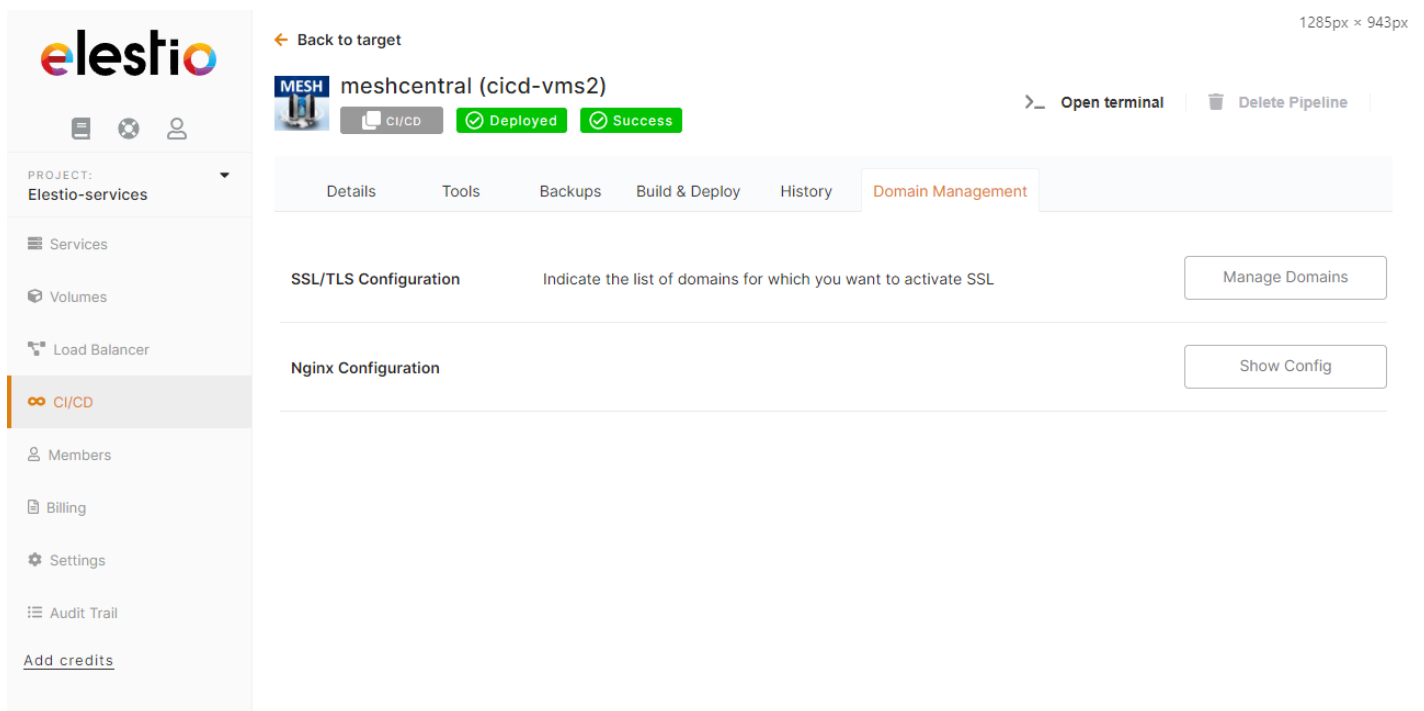 1285px × 943px
elestio
Back to target
MESH
meshcentral (cicd-vms2)
CI/CD
Deployed
Success
Open terminal
Delete Pipeline
PROJECT:
Elestio-services
Details
Tools
Backups
Build & Deploy
History
Domain Management
Services
Volumes
Load Balancer
CI/CD
Members
Billing
Settings
Audit Trail
Add credits
SSL/TLS Configuration
Indicate the list of domains for which you want to activate SSL
Manage Domains
Nginx Configuration
Show Config